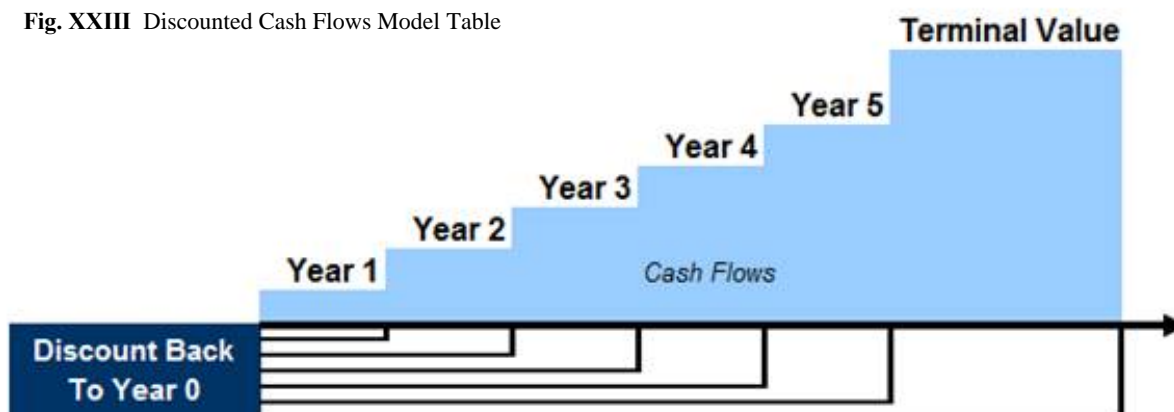 Fig. XXIII Discounted Cash Flows Model Table
Terminal Value
Year 5
Year 4
Year 3
Year 2
Year 1
Cash Flows
Discount Back
To Year 0